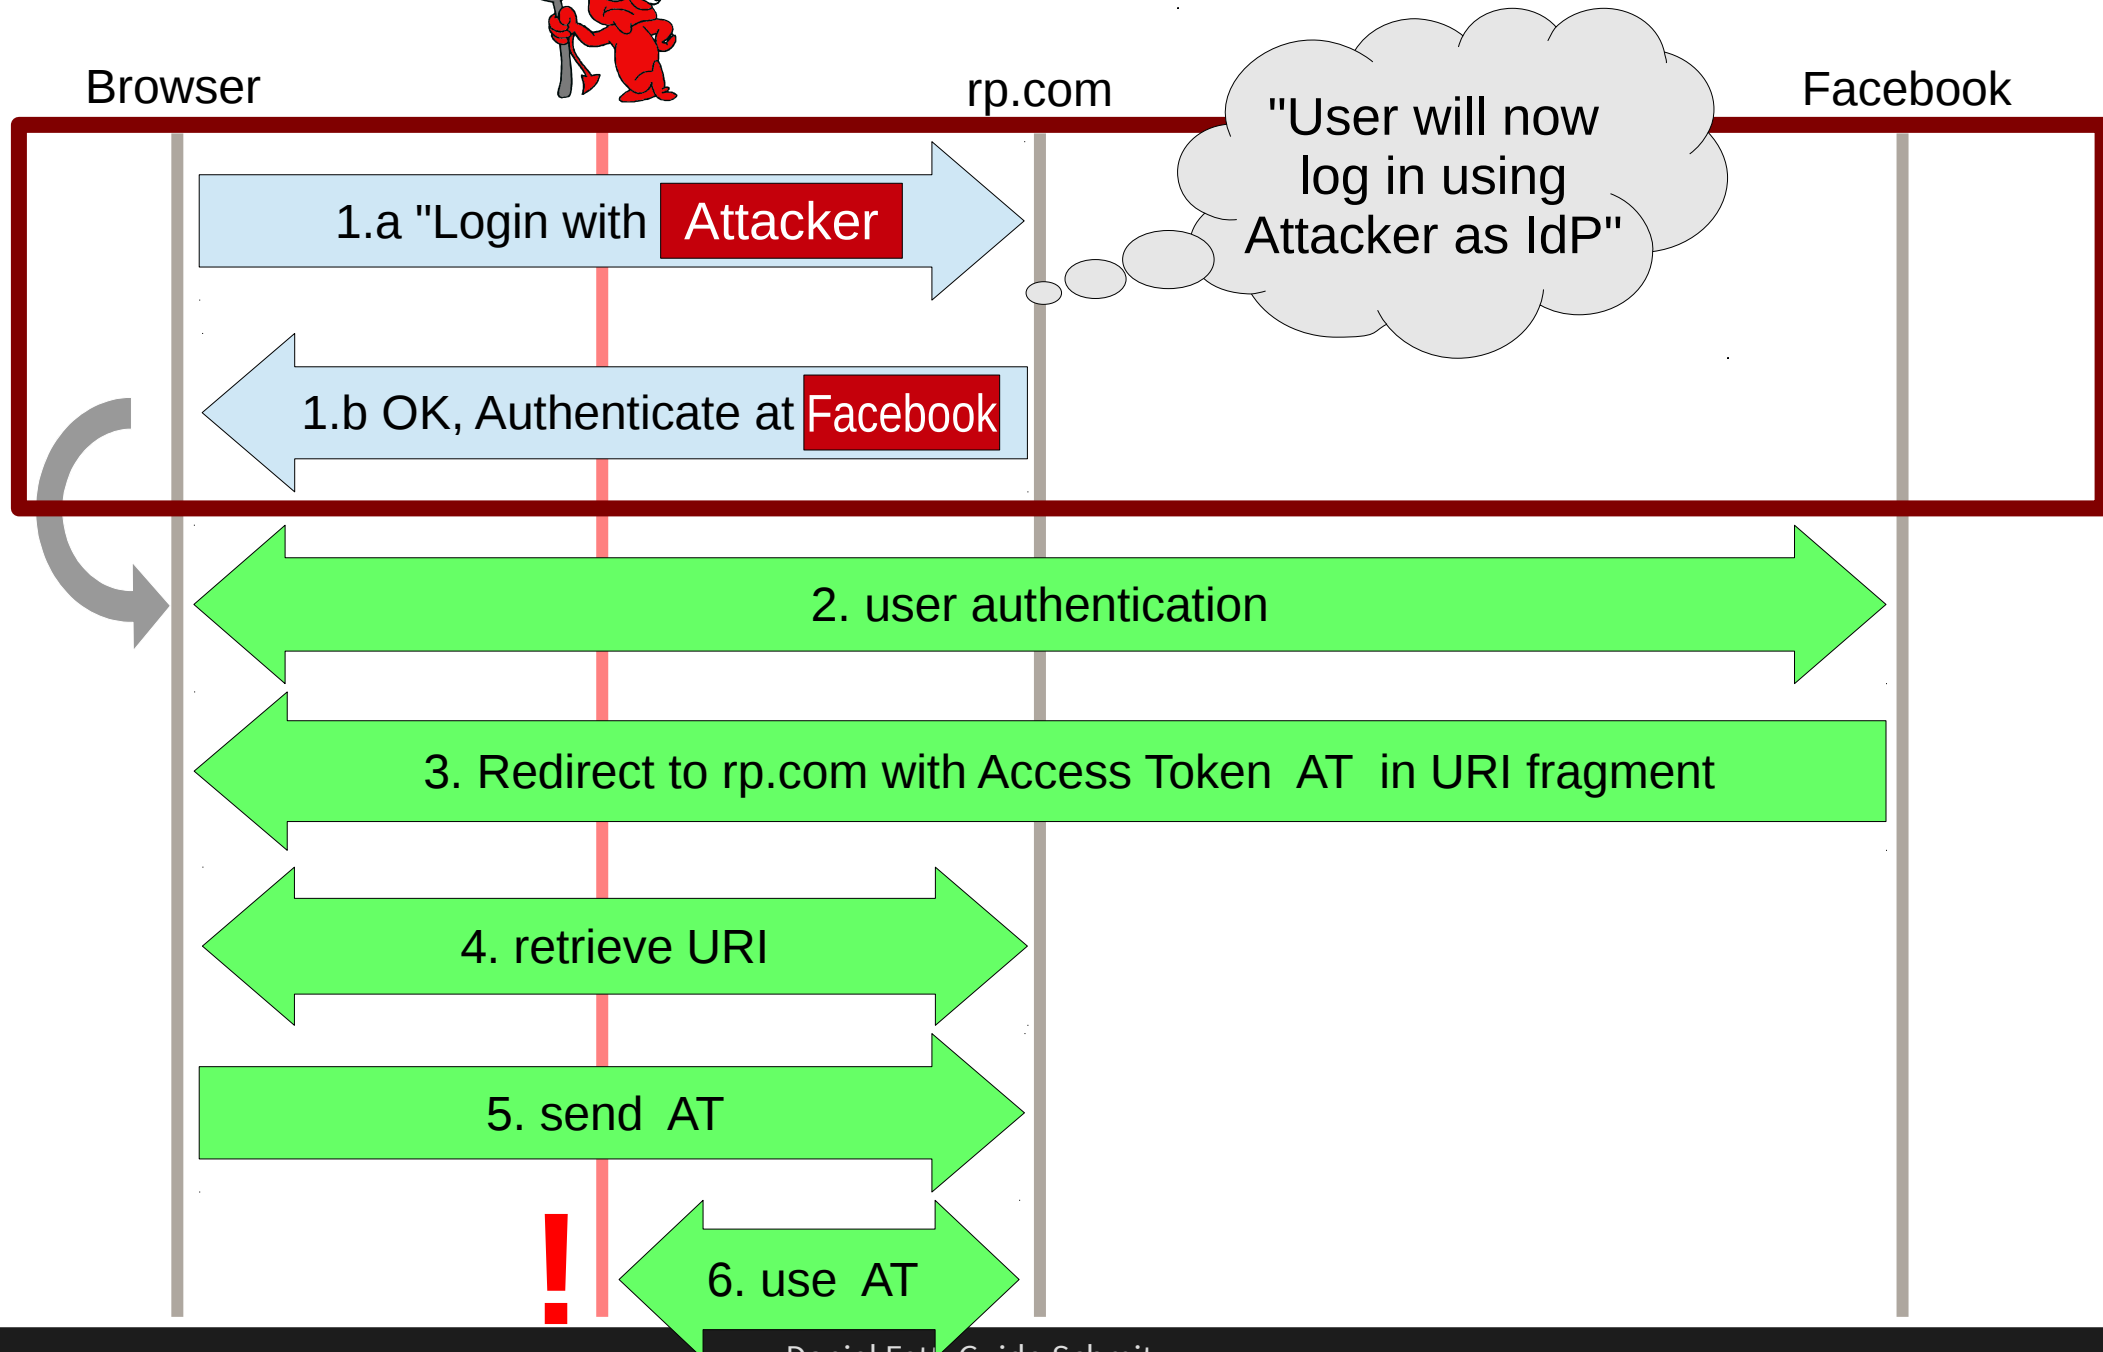 Browser
rp.com
Facebook
"User will now
log in using
Attacker as IdP"
1.a "Login with Attacker
1.b OK, Authenticate at Facebook
2. user authentication
3. Redirect to rp.com with Access Token AT in URI fragment
4. retrieve URI
5. send AT
!
6. use AT